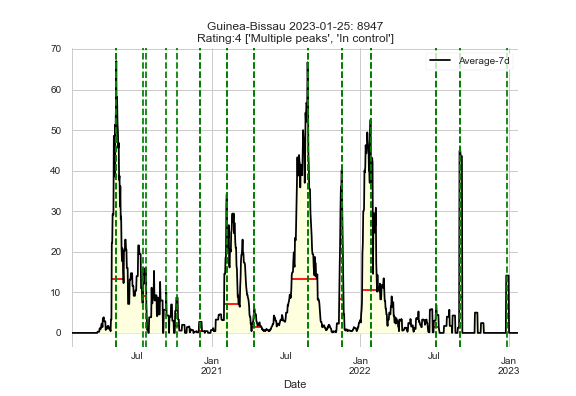 Guinea-Bissau 2023-01-25: 8947
Rating:4 ['Multiple peaks', 'In control']
Average-7d
70
60
50
40
30
20
10
0
Jul
Jan
2021
Jul
Jan
2022
Jul
Jan
2023
Date